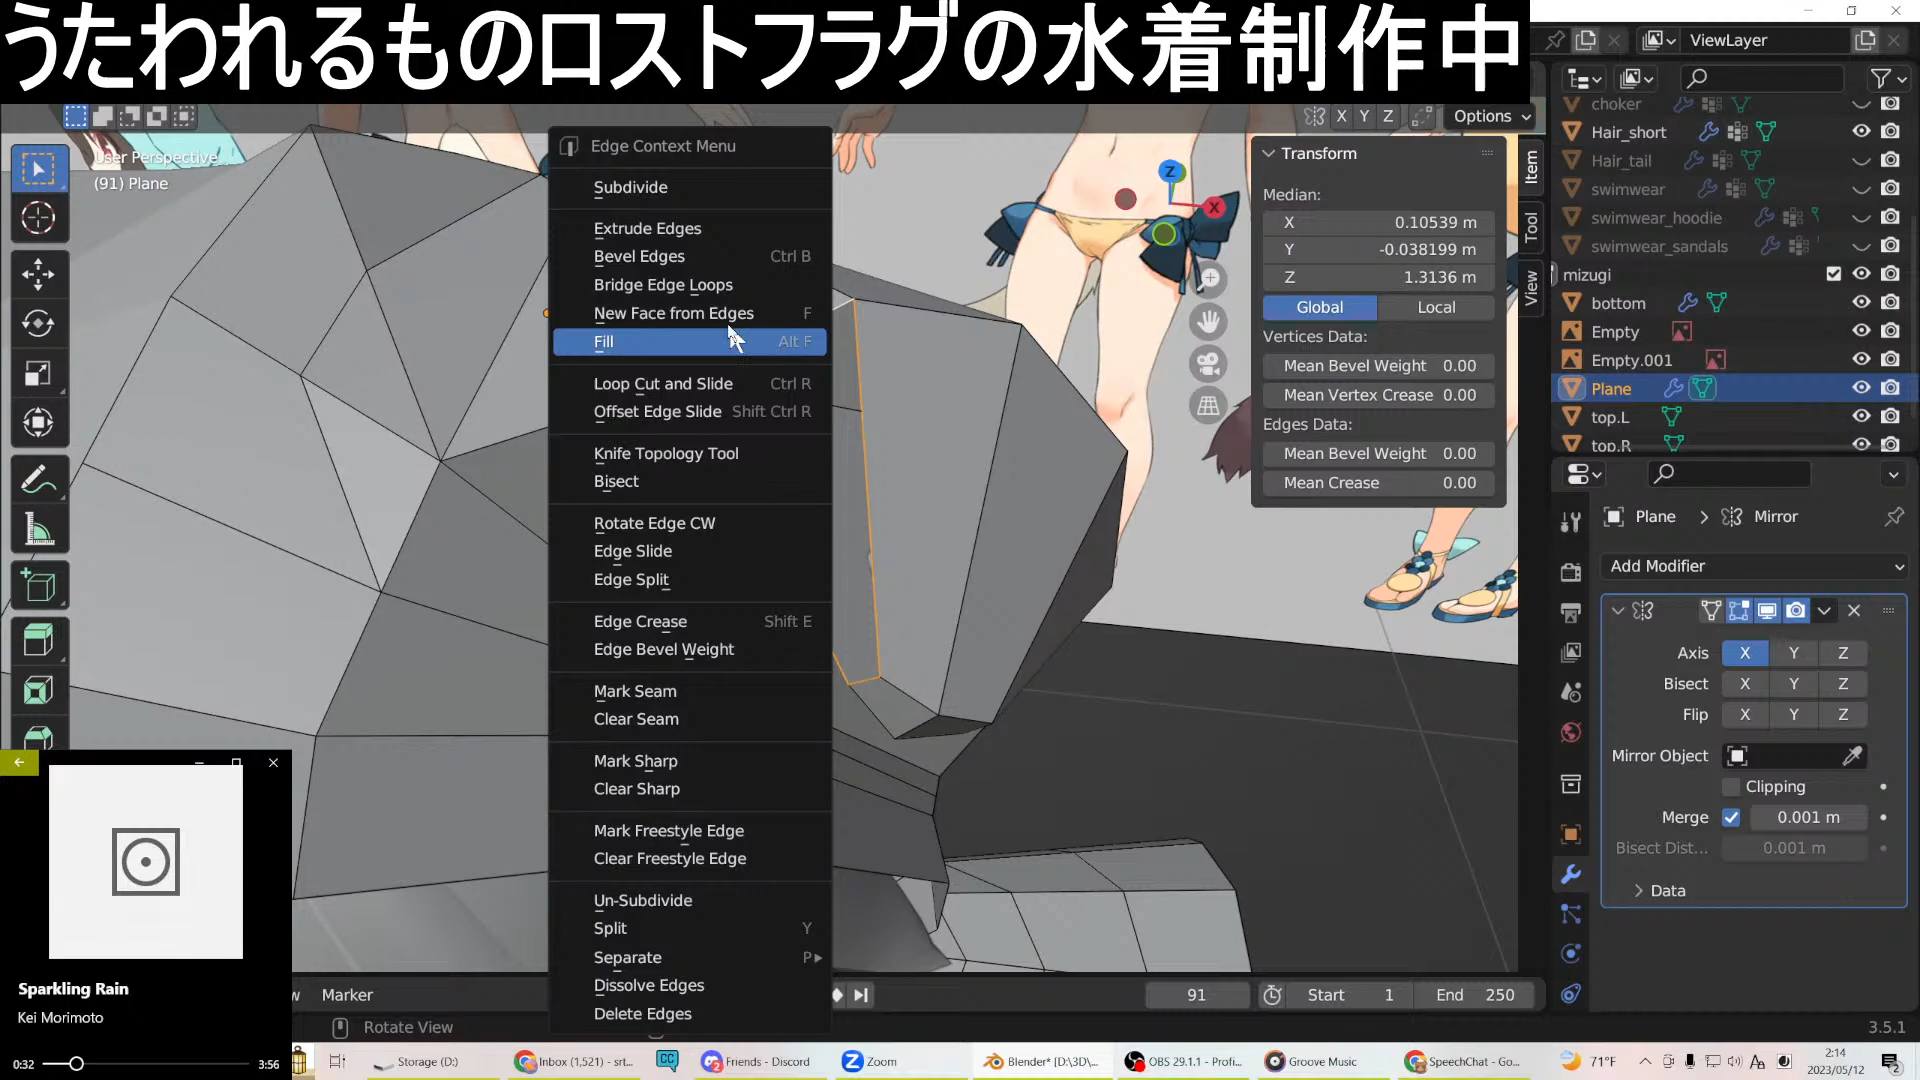 うたわれるものロストフラグの水着制作中
ViewLayer
X Y Z
Options
User Perspective
(91) Plane
Edge Context Menu
Subdivide
Extrude Edges
Bevel Edges Ctrl B
Bridge Edge Loops
New Face from Edges F
Fill Alt F
Loop Cut and Slide Ctrl R
Offset Edge Slide Shift Ctrl R
Knife Topology Tool
Bisect
Rotate Edge CW
Edge Slide
Edge Split
Edge Crease Shift E
Edge Bevel Weight
Mark Seam
Clear Seam
Mark Sharp
Clear Sharp
Mark Freestyle Edge
Clear Freestyle Edge
Un-Subdivide
Split Y
Separate P
Dissolve Edges
Delete Edges
Z
X
Transform
Median:
X 0.10539 m
Y -0.038199 m
Z 1.3136 m
Global Local
Vertices Data:
Mean Bevel Weight 0.00
Mean Vertex Crease 0.00
Edges Data:
Mean Bevel Weight 0.00
Mean Crease 0.00
Item
Tool
View
choker
Hair_short
Hair_tail
swimwear
swimwear_hoodie
swimwear_sandals
mizugi
bottom
Empty
Empty.001
Plane
top.L
top.R
Plane > Mirror
Add Modifier
Axis X Y Z
Bisect X Y Z
Flip X Y Z
Mirror Object
Clipping
Merge 0.001 m
Bisect Dist... 0.001 m
Data
Sparkling Rain
Kei Morimoto
0:32 3:56
w Marker
91 Start 1 End 250
Rotate View
3.5.1
Storage (D:)
Inbox (1,521) - srt...
CC
Friends - Discord
Zoom
Blender* [D:\3D\...
OBS 29.1.1 - Profi...
Groove Music
SpeechChat - Go...
71°F
A
2:14
2023/05/12
2